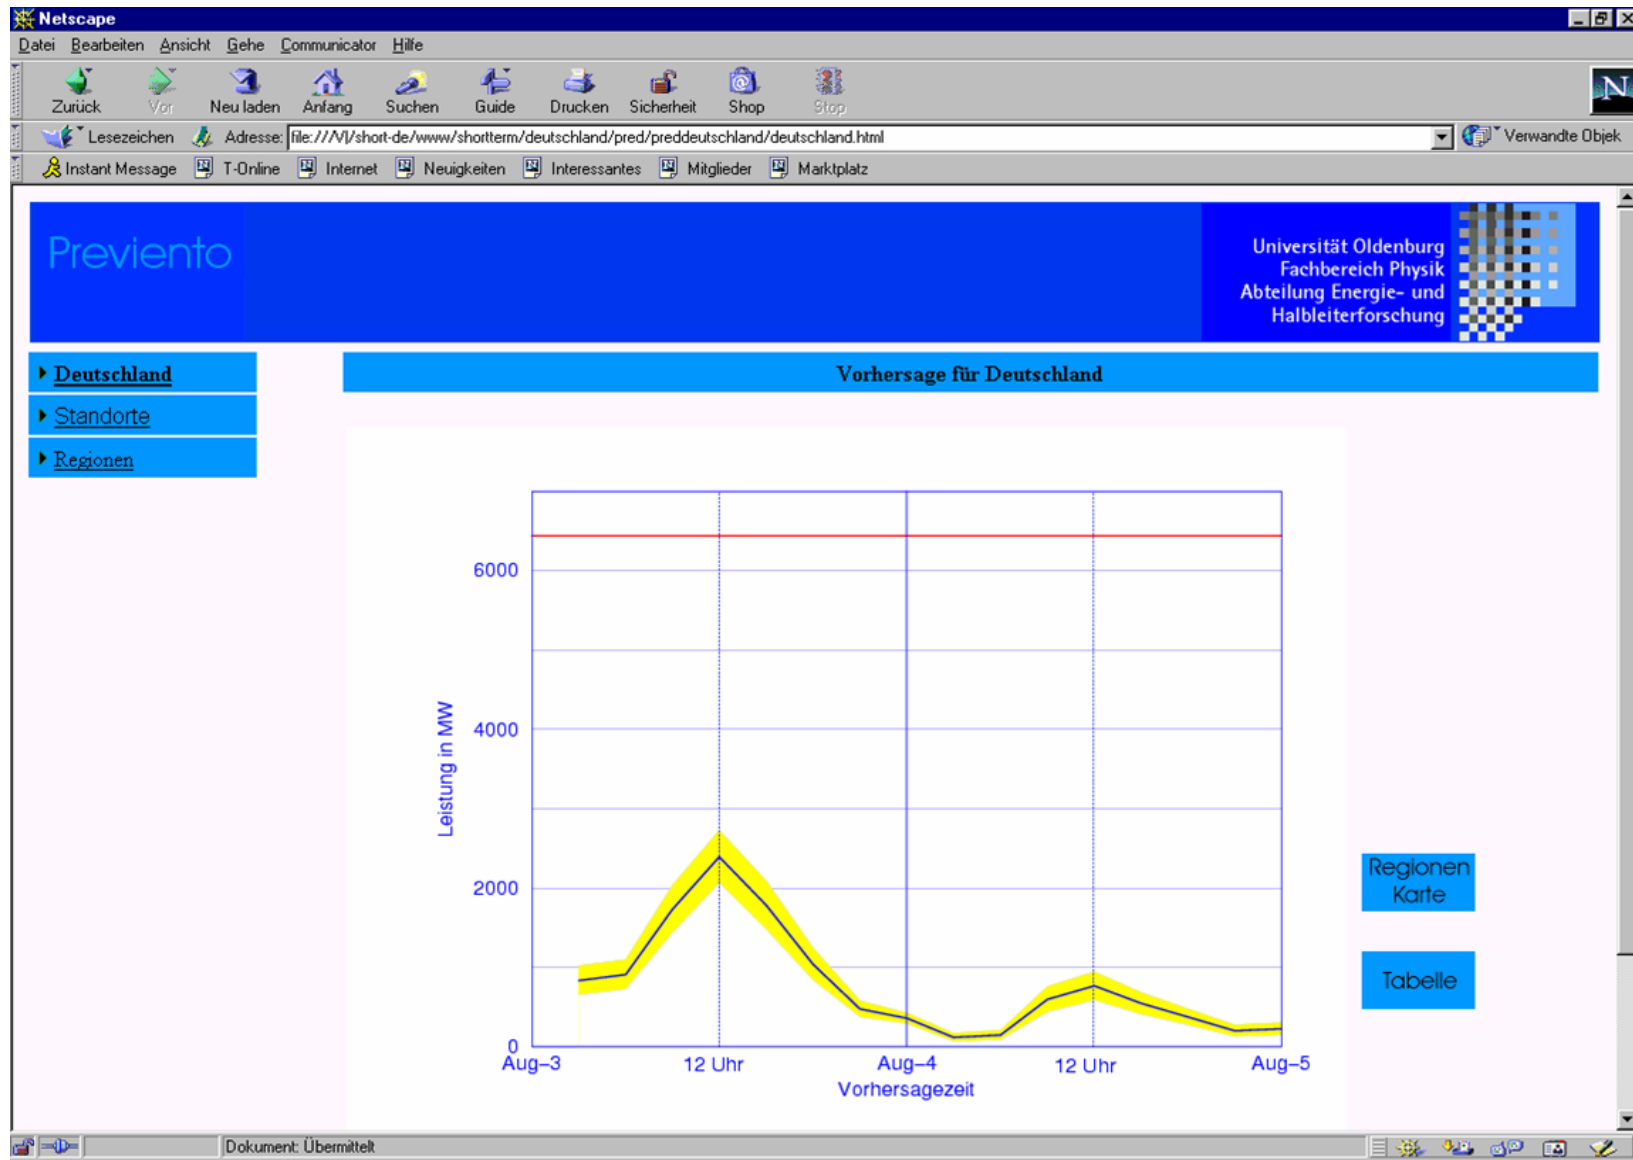 Netscape
Datei Bearbeiten Ansicht Gehe Communicator Hilfe
Zurück Vor Neu laden Anfang Suchen Guide Drucken Sicherheit Shop Stop
N
Lesezeichen Adresse: file:///V|/short-de/www/shortterm/deutschland/pred/preddeutschland/deutschland.html Verwandte Objek
Instant Message T-Online Internet Neuigkeiten Interessantes Mitglieder Marktplatz
Previento
Universität Oldenburg
Fachbereich Physik
Abteilung Energie- und
Halbleiterforschung
Deutschland
Standorte
Regionen
Vorhersage für Deutschland
6000
4000
2000
0
Leistung in MW
Aug-3 12 Uhr Aug-4 12 Uhr Aug-5
Vorhersagezeit
Regionen
Karte
Tabelle
Dokument: Übermittelt